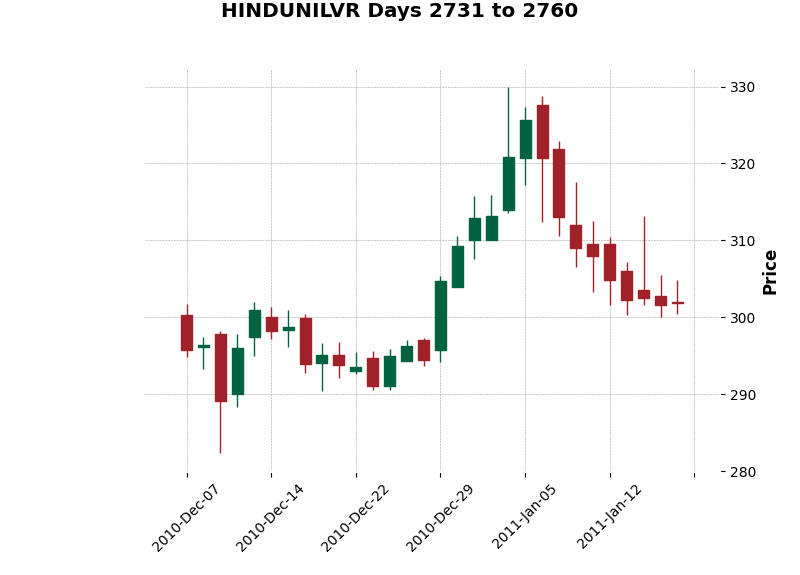 HINDUNILVR Days 2731 to 2760
330
320
310
300
290
280
Price
2010-Dec-07
2010-Dec-14
2010-Dec-22
2010-Dec-29
2011-Jan-05
2011-Jan-12